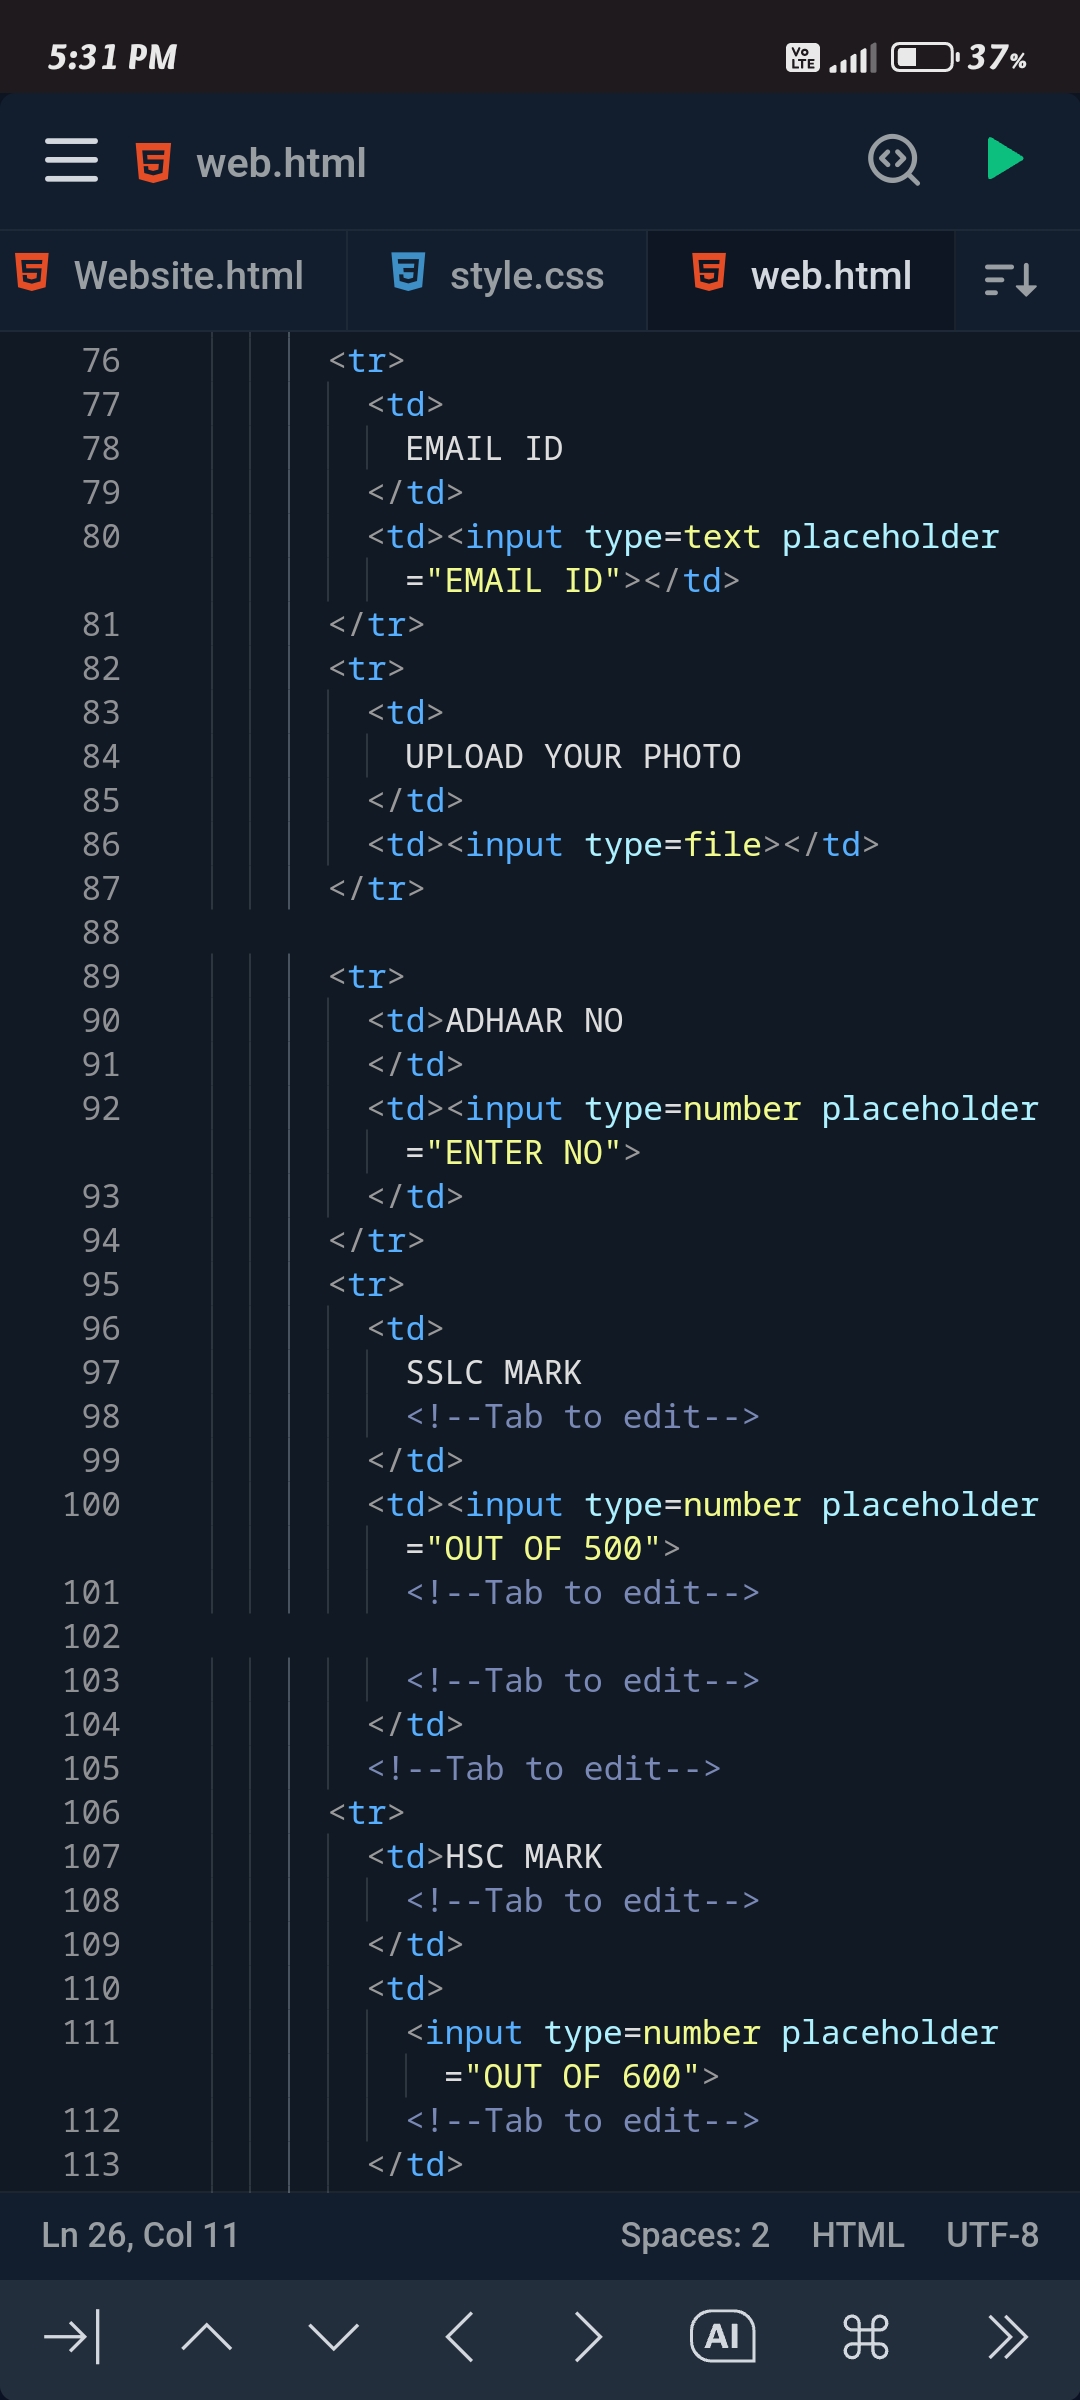 5:31 PM
Vo LTE 37%
web.html
Website.html style.css web.html
76 <tr>
77 <td>
78 EMAIL ID
79 </td>
80 <td><input type=text placeholder
="EMAIL ID"></td>
81 </tr>
82 <tr>
83 <td>
84 UPLOAD YOUR PHOTO
85 </td>
86 <td><input type=file></td>
87 </tr>
88
89 <tr>
90 <td>ADHAAR NO
91 </td>
92 <td><input type=number placeholder
="ENTER NO">
93 </td>
94 </tr>
95 <tr>
96 <td>
97 SSLC MARK
98 <!--Tab to edit-->
99 </td>
100 <td><input type=number placeholder
="OUT OF 500">
101 <!--Tab to edit-->
102
103 <!--Tab to edit-->
104 </td>
105 <!--Tab to edit-->
106 <tr>
107 <td>HSC MARK
108 <!--Tab to edit-->
109 </td>
110 <td>
111 <input type=number placeholder
="OUT OF 600">
112 <!--Tab to edit-->
113 </td>
Ln 26, Col 11 Spaces: 2 HTML UTF-8
AI